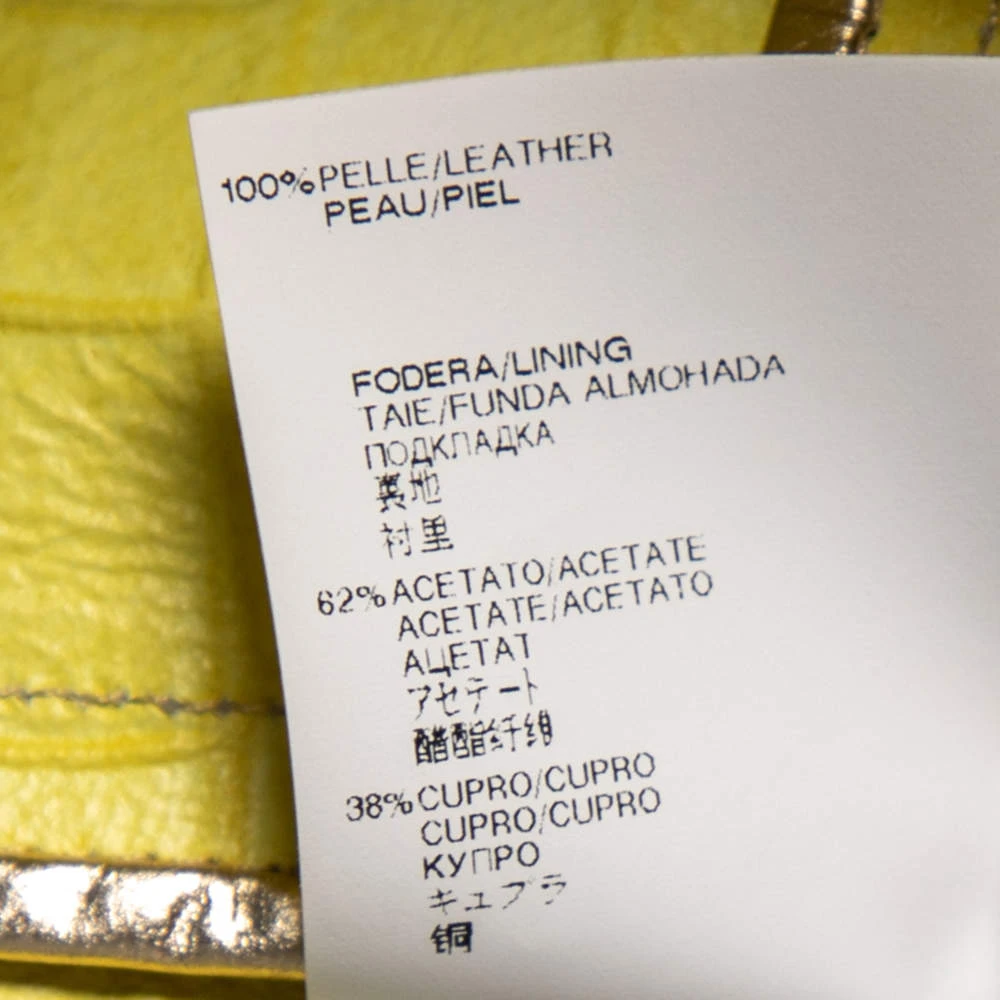 100% PELLE/LEATHER
PEAU/PIEL
FODERA/LINING
TAIE/FUNDA ALMOHADA
ПОДКЛАДКА
裏地
衬里
62% ACETATO/ACETATE
ACETATE/ACETATO
АЦЕТАТ
アセテート
醋酯纤维
38% CUPRO/CUPRO
CUPRO/CUPRO
КУПРО
キュプラ
铜